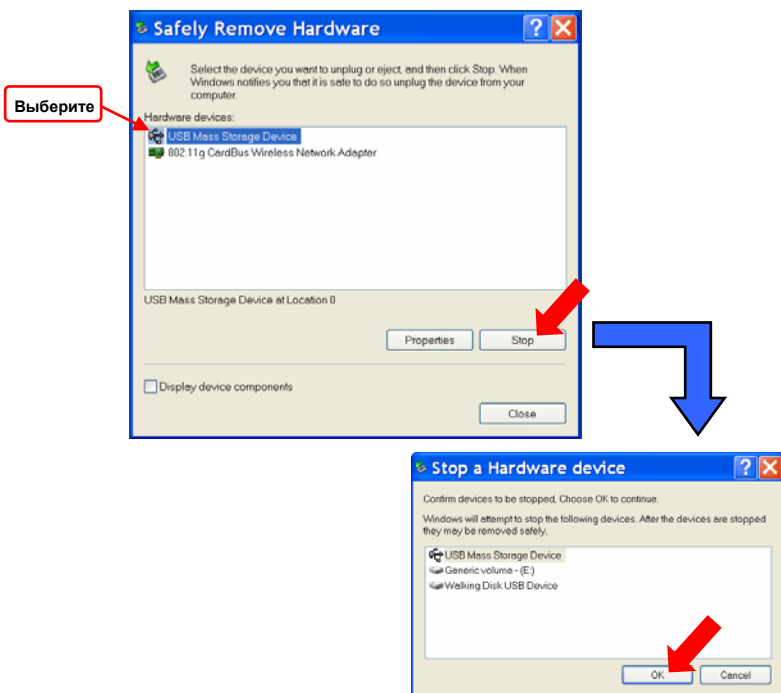 Safely Remove Hardware
Select the device you want to unplug or eject, and then click Stop. When
Windows notifies you that it is safe to do so unplug the device from your
computer.
Выберите
Hardware devices:
USB Mass Storage Device
802.11g CardBus Wireless Network Adapter
USB Mass Storage Device at Location 0
Properties
Stop
Display device components
Close
Stop a Hardware device
Confirm devices to be stopped, Choose OK to continue.
Windows will attempt to stop the following devices. After the devices are stopped
they may be removed safely.
USB Mass Storage Device
Generic volume - (E:)
Walking Disk USB Device
OK
Cancel